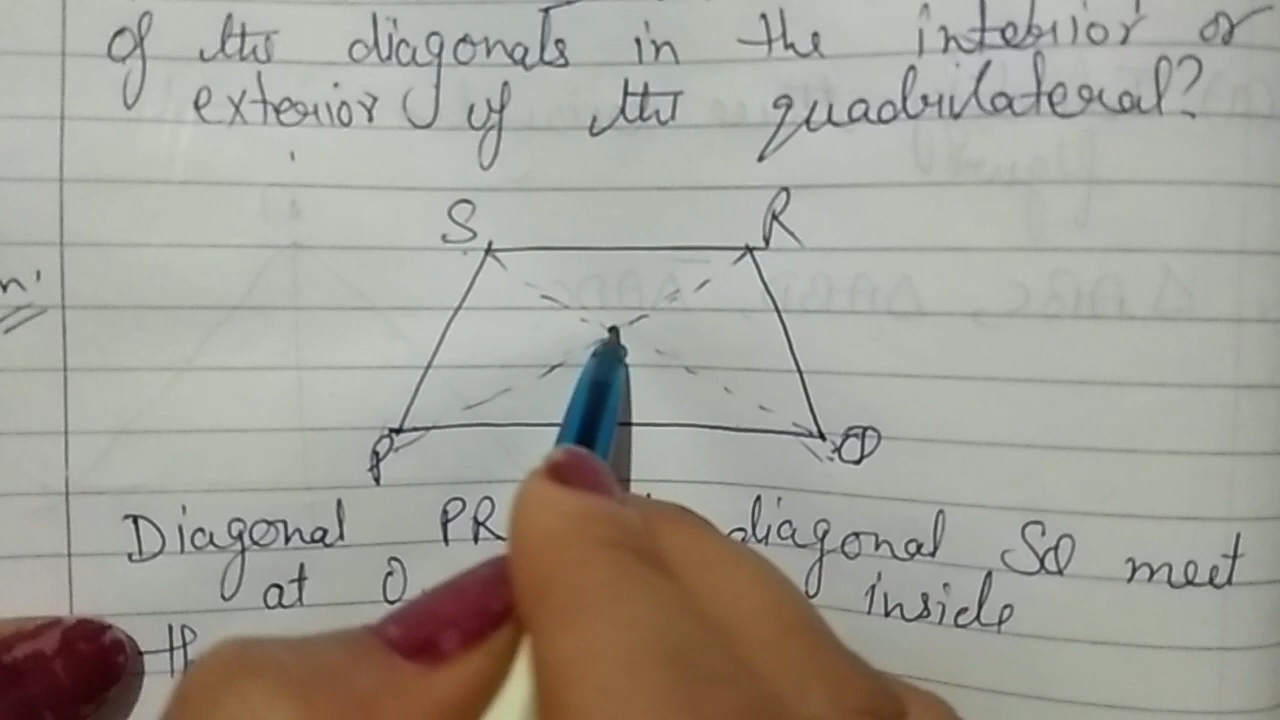 of the diagonals in the interior or
exterior of the quadrilateral?
S R
n.
P Q
Diagonal PR diagonal SQ meet
at O. inside